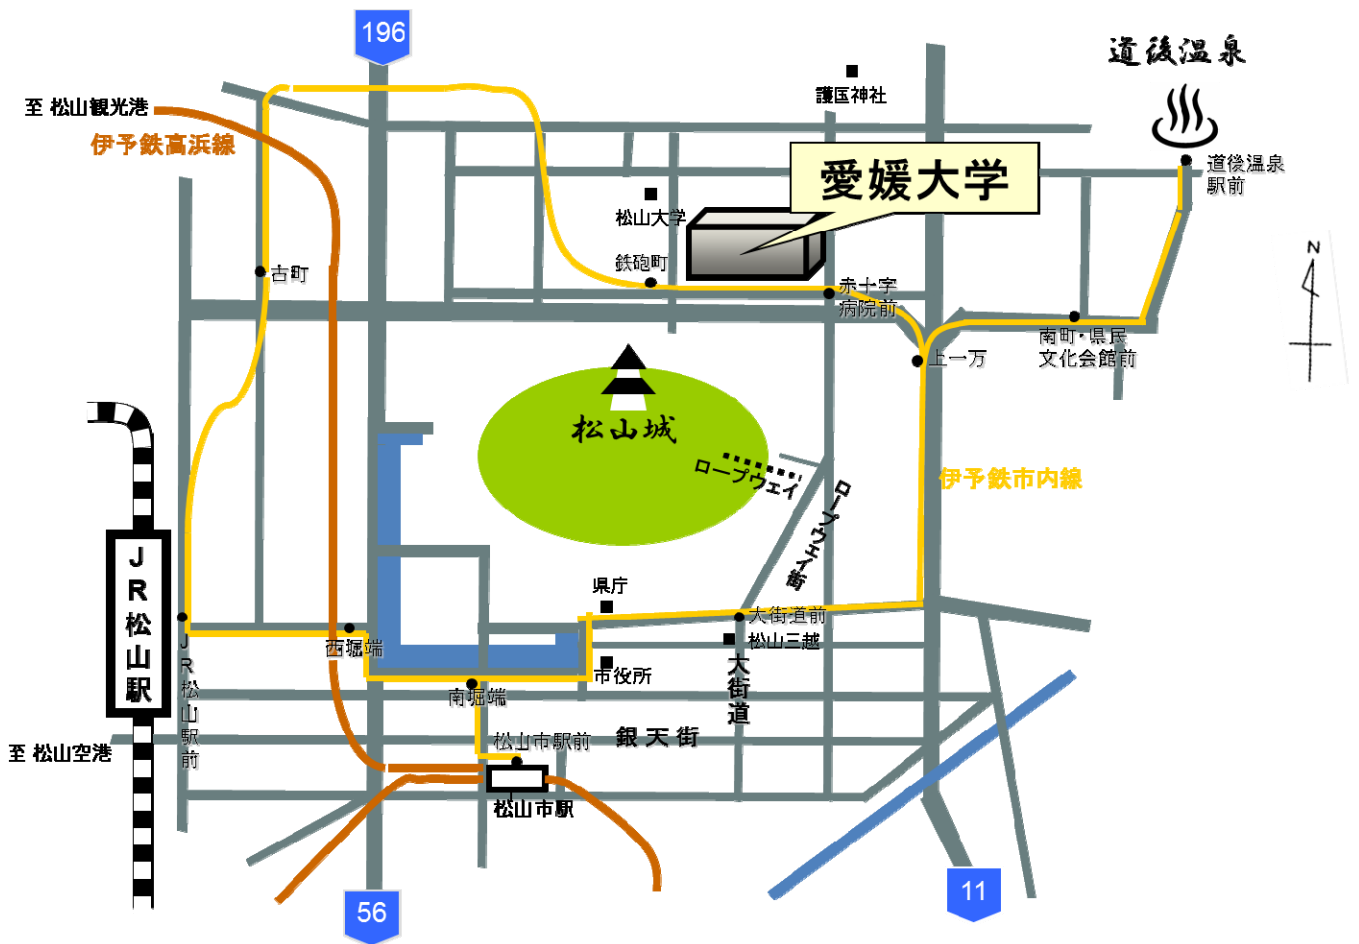 196
道後温泉
護国神社
至 松山観光港
伊予鉄高浜線
愛媛大学
道後温泉
駅前
松山大学
N
鉄砲町
古町
赤十字
病院前
南町・県民
文化会館前
上一万
松山城
ロープウェイ
伊予鉄市内線
ロープウェイ街
JR松山駅
県庁
大街道前
松山三越
西堀端
JR松山駅前
市役所
大街道
南堀端
銀天街
松山市駅前
至 松山空港
松山市駅
56
11